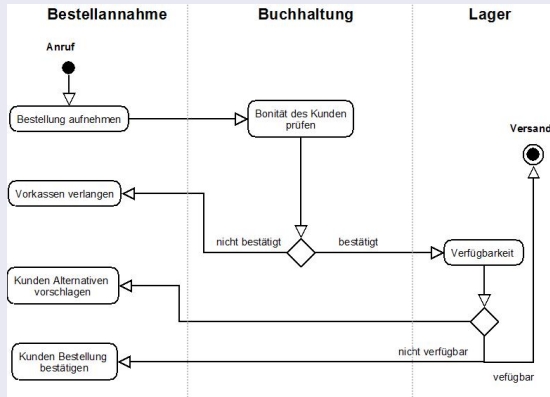 Bestellannahme
Buchhaltung
Lager
Anruf
Bestellung aufnehmen
Bonität des Kunden
prüfen
Versand
Vorkassen verlangen
nicht bestätigt
bestätigt
Verfügbarkeit
Kunden Alternativen
vorschlagen
Kunden Bestellung
bestätigen
nicht verfügbar
vefügbar